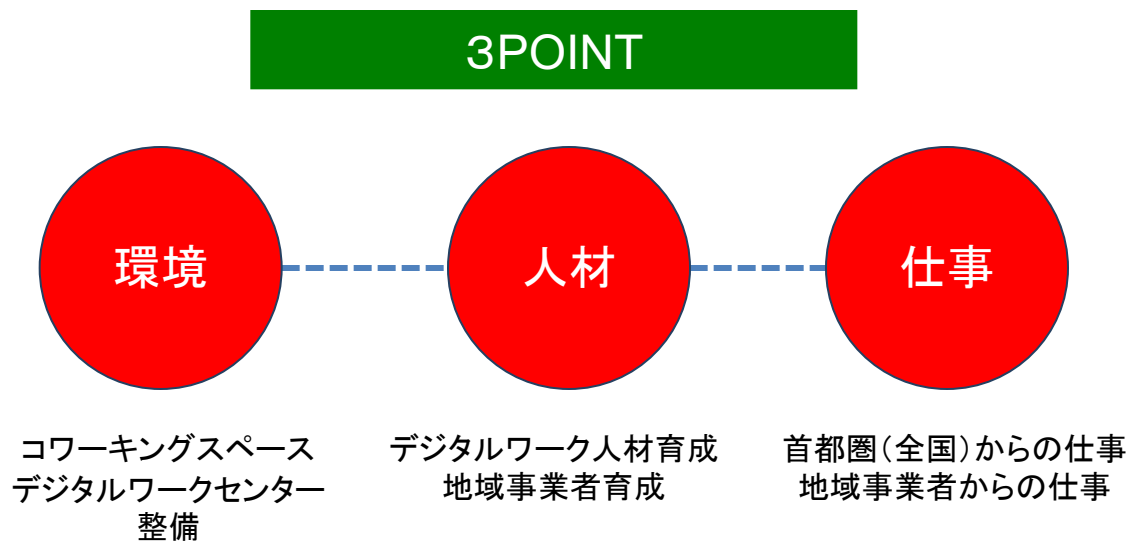 3POINT
環境
人材
仕事
コワーキングスペース
デジタルワークセンター
整備
デジタルワーク人材育成
地域事業者育成
首都圏(全国)からの仕事
地域事業者からの仕事